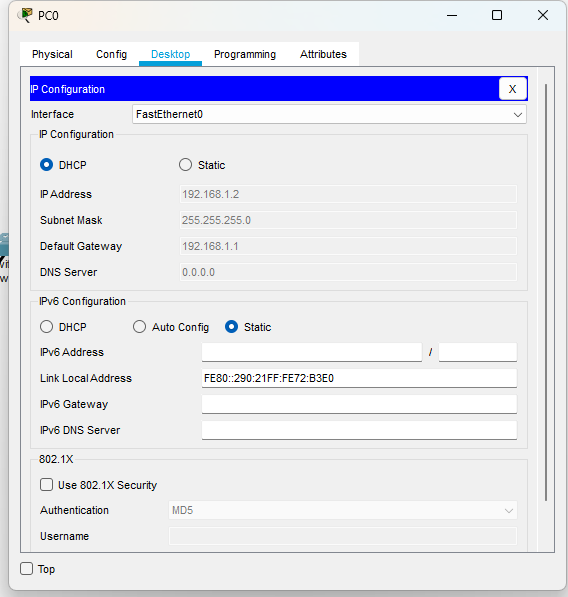 PC0
Physical Config Desktop Programming Attributes
IP Configuration X
Interface FastEthernet0
IP Configuration
DHCP Static
IP Address 192.168.1.2
Subnet Mask 255.255.255.0
Default Gateway 192.168.1.1
DNS Server 0.0.0.0
IPv6 Configuration
DHCP Auto Config Static
IPv6 Address /
Link Local Address FE80::290:21FF:FE72:B3E0
IPv6 Gateway
IPv6 DNS Server
802.1X
Use 802.1X Security
Authentication MD5
Username
Top